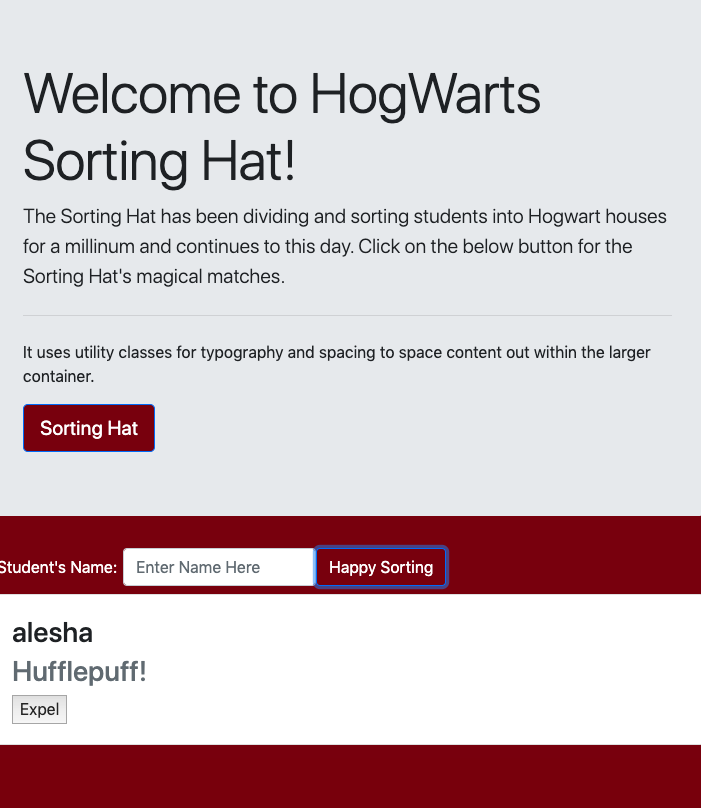 Welcome to HogWarts
Sorting Hat!
The Sorting Hat has been dividing and sorting students into Hogwart houses
for a millinum and continues to this day. Click on the below button for the
Sorting Hat's magical matches.
It uses utility classes for typography and spacing to space content out within the larger
container.
Sorting Hat
Student's Name: Enter Name Here Happy Sorting
alesha
Hufflepuff!
Expel